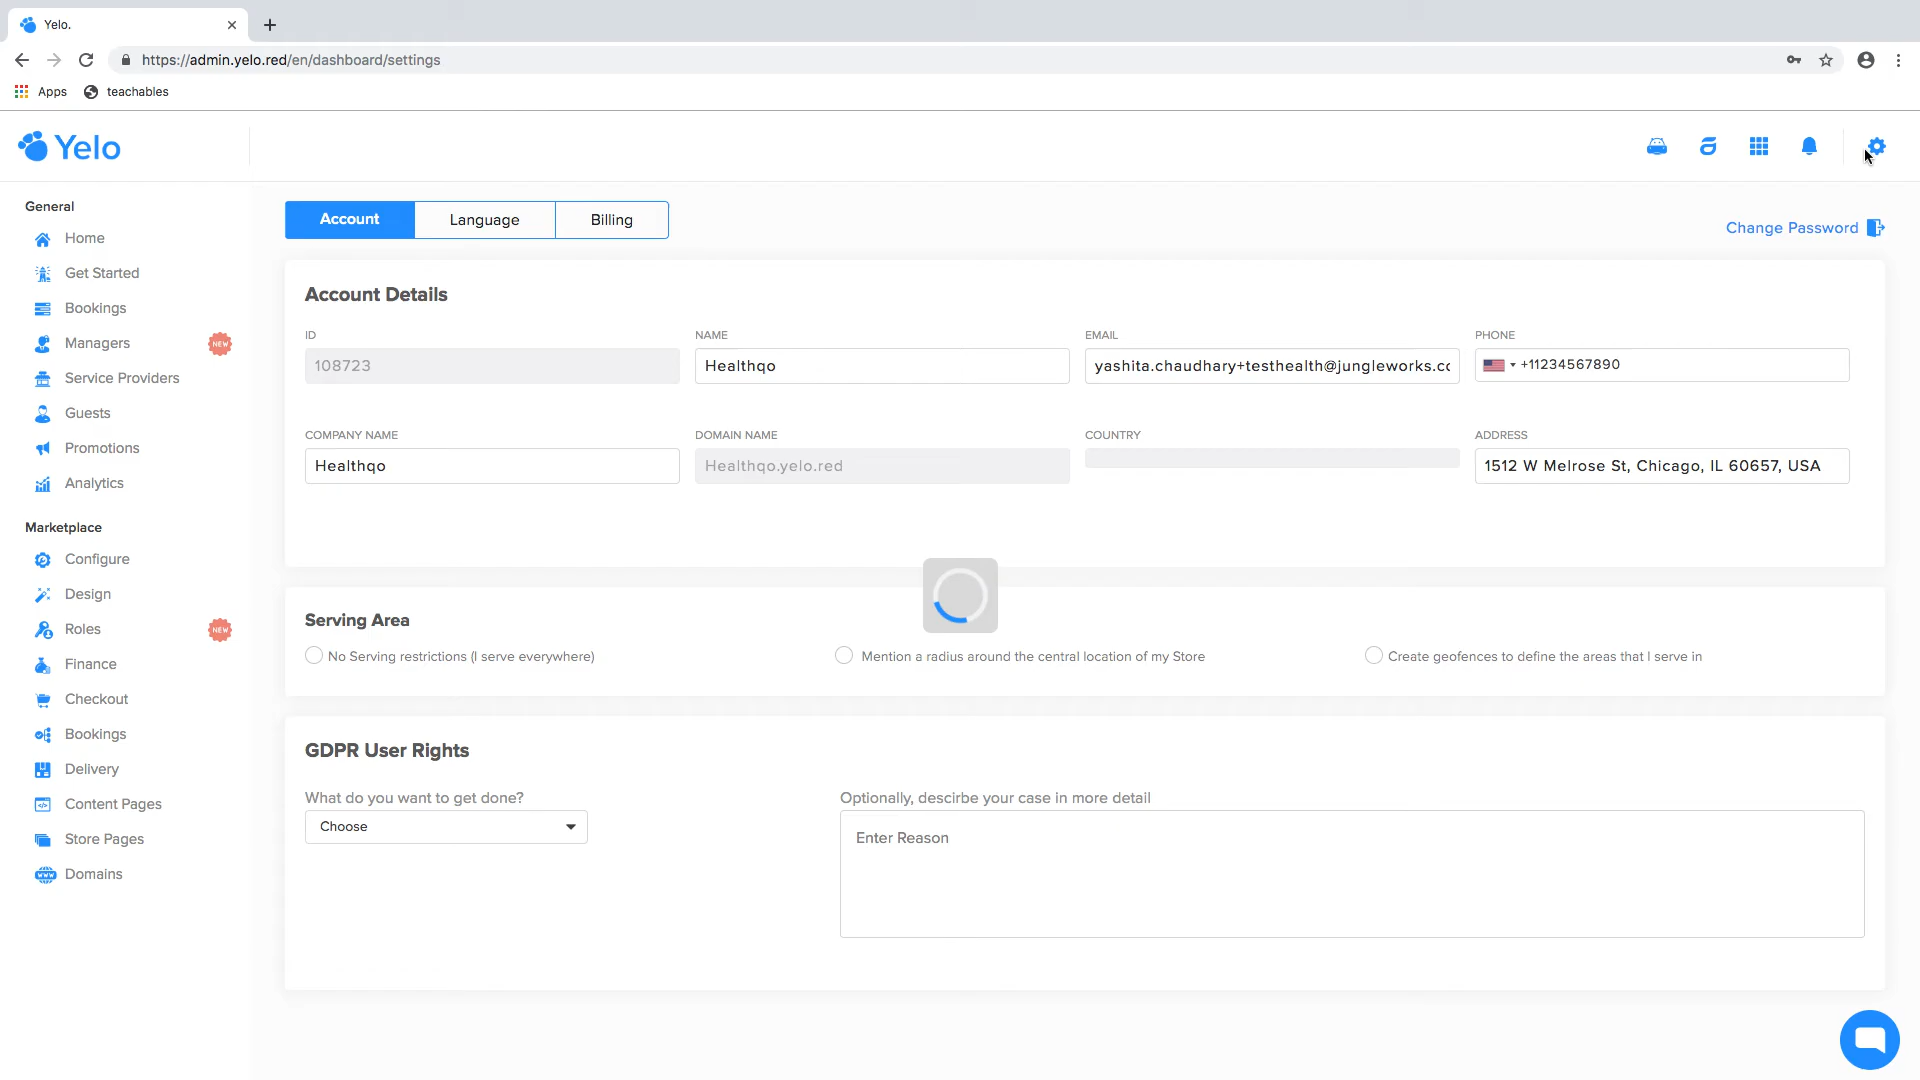 Yelo.
https://admin.yelo.red/en/dashboard/settings
Apps
teachables
Yelo
General
Home
Get Started
Bookings
Managers
NEW
Service Providers
Guests
Promotions
Analytics
Marketplace
Configure
Design
Roles
NEW
Finance
Checkout
Bookings
Delivery
Content Pages
Store Pages
Domains
Account
Language
Billing
Change Password
Account Details
ID
108723
NAME
Healthqo
EMAIL
yashita.chaudhary+testhealth@jungleworks.cc
PHONE
+11234567890
COMPANY NAME
Healthqo
DOMAIN NAME
Healthqo.yelo.red
COUNTRY
ADDRESS
1512 W Melrose St, Chicago, IL 60657, USA
Serving Area
No Serving restrictions (I serve everywhere)
Mention a radius around the central location of my Store
Create geofences to define the areas that I serve in
GDPR User Rights
What do you want to get done?
Choose
Optionally, descirbe your case in more detail
Enter Reason